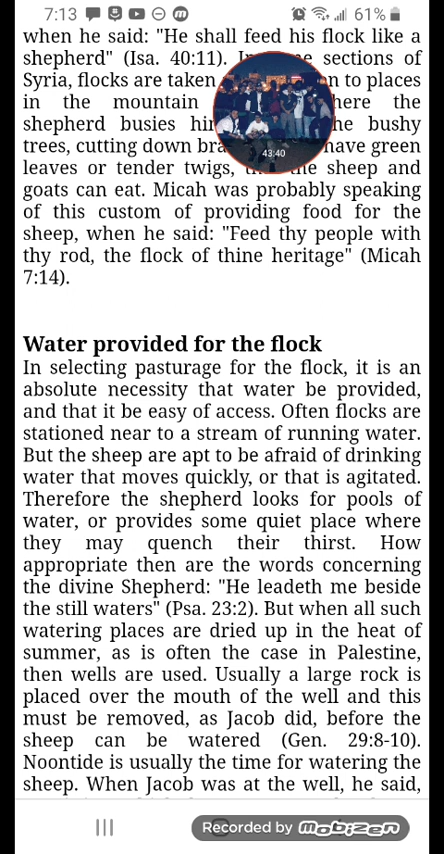 7:13 61%
when he said: "He shall feed his flock like a
shepherd" (Isa. 40:11). sections of
Syria, flocks are taken to places
in the mountain the
shepherd busies bushy
trees, cutting down have green
leaves or tender twigs, sheep and
goats can eat. Micah was probably speaking
of this custom of providing food for the
sheep, when he said: "Feed thy people with
thy rod, the flock of thine heritage" (Micah
7:14).
43:40
Water provided for the flock
In selecting pasturage for the flock, it is an
absolute necessity that water be provided,
and that it be easy of access. Often flocks are
stationed near to a stream of running water.
But the sheep are apt to be afraid of drinking
water that moves quickly, or that is agitated.
Therefore the shepherd looks for pools of
water, or provides some quiet place where
they may quench their thirst. How
appropriate then are the words concerning
the divine Shepherd: "He leadeth me beside
the still waters" (Psa. 23:2). But when all such
watering places are dried up in the heat of
summer, as is often the case in Palestine,
then wells are used. Usually a large rock is
placed over the mouth of the well and this
must be removed, as Jacob did, before the
sheep can be watered (Gen. 29:8-10).
Noontide is usually the time for watering the
sheep. When Jacob was at the well, he said,
Recorded by mobizen